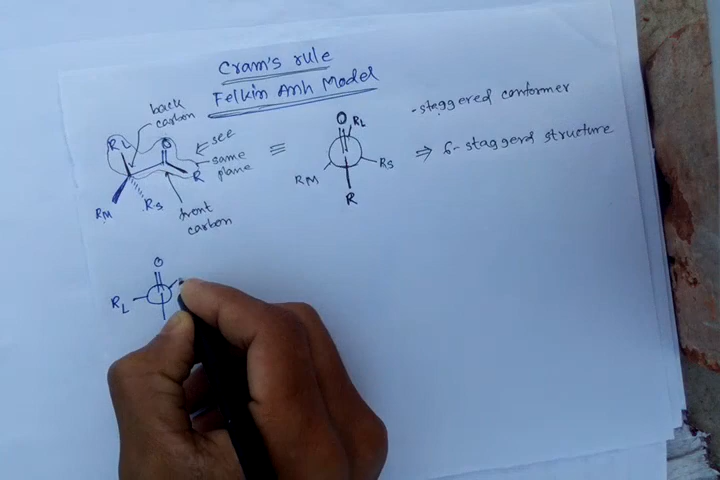 Cram's rule
Felkin Anh Model
back
carbon
RL
O
R
RM
Rs
see
same
plane
front
carbon
≡
O
RL
Rs
RM
R
-staggered conformer
⇒ 6-staggerd structure
O
RL